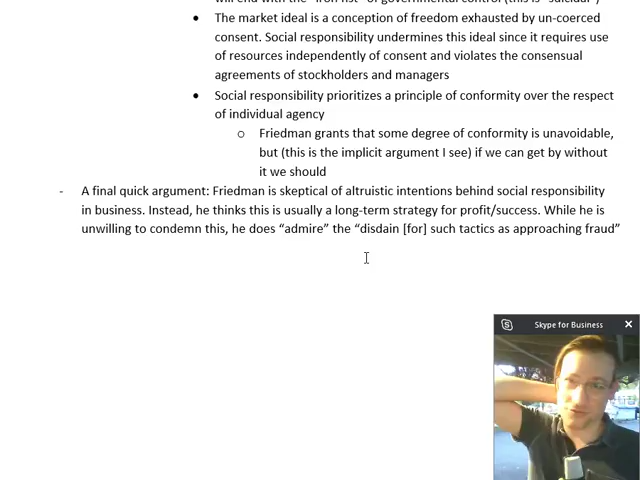 will end with the "iron fist" of governmental control (this is "suicidal")
• The market ideal is a conception of freedom exhausted by un-coerced
consent. Social responsibility undermines this ideal since it requires use
of resources independently of consent and violates the consensual
agreements of stockholders and managers
• Social responsibility prioritizes a principle of conformity over the respect
of individual agency
o Friedman grants that some degree of conformity is unavoidable,
but (this is the implicit argument I see) if we can get by without
it we should
- A final quick argument: Friedman is skeptical of altruistic intentions behind social responsibility
in business. Instead, he thinks this is usually a long-term strategy for profit/success. While he is
unwilling to condemn this, he does “admire” the “disdain [for] such tactics as approaching fraud”
Skype for Business